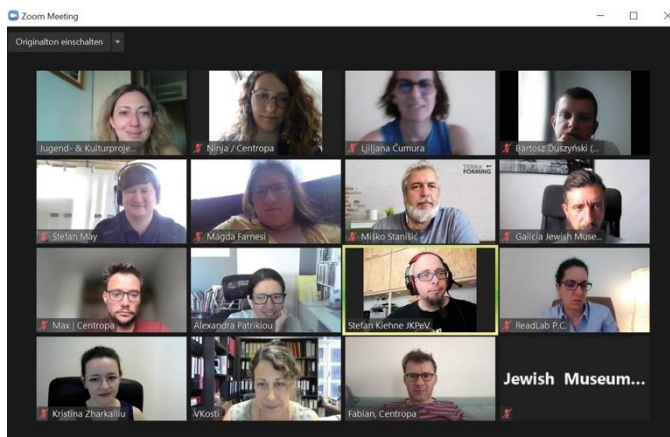 Zoom Meeting
Originalton einschalten
Jugend- & Kulturproje...
Ninja / Centropa
Ljiljana Ćumura
Bartosz Duszyński (...
Stefan May
Magda Farnesi
TERRA
FORMING
Miško Stanišić
Galicia Jewish Muse...
Max | Centropa
Alexandra Patrikiou
Stefan Kiehne JKPeV
ReadLab P.C.
Kristina Zharkalliu
VKosti
Fabian, Centropa
Jewish Museum...